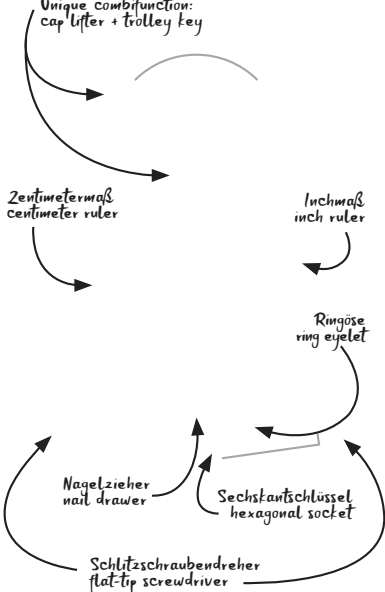 Unique combifunction:
cap lifter + trolley key
Zentimetermaß
centimeter ruler
Inchmaß
inch ruler
Ringöse
ring eyelet
Nagelzieher
nail drawer
Sechskantschlüssel
hexagonal socket
Schlitzschraubendreher
flat-tip screwdriver